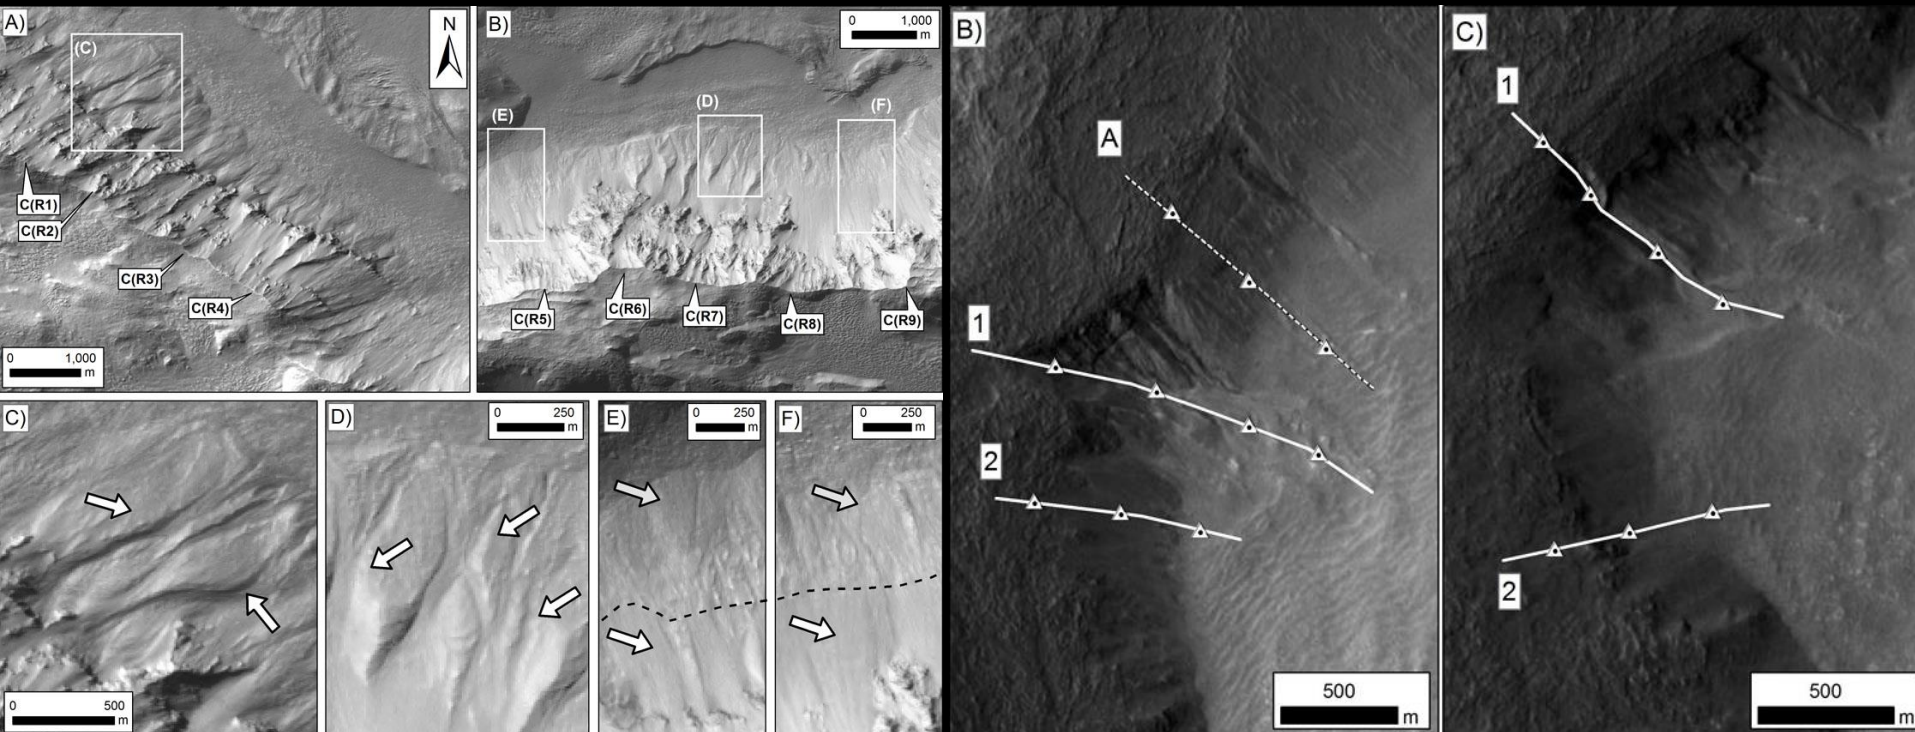 A)
(C)
N
C(R1)
C(R2)
C(R3)
C(R4)
0 1,000
m
B)
0 1,000
m
(E)
(D)
(F)
C(R5)
C(R6)
C(R7)
C(R8)
C(R9)
C)
0 500
m
D)
0 250
m
E)
0 250
m
F)
0 250
m
B)
A
1
2
500
m
C)
1
2
500
m